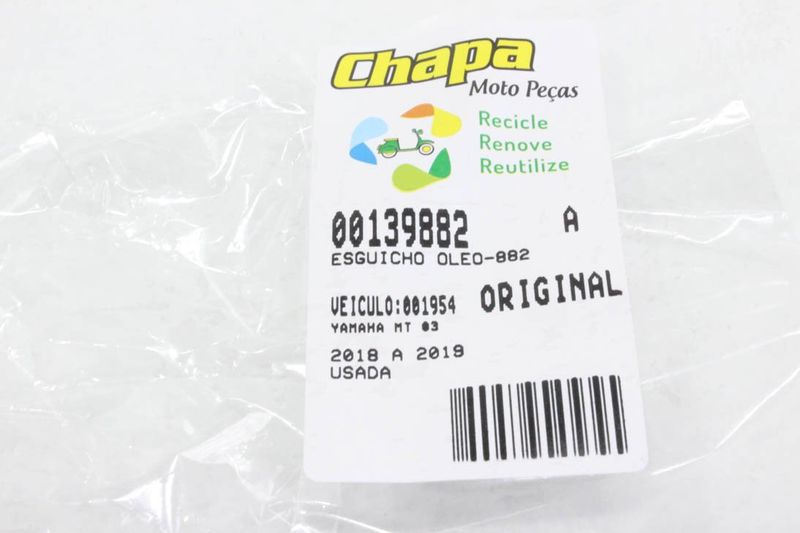 Chapa
Moto Peças
Recicle
Renove
Reutilize
00139882 A
ESGUICHO OLEO-882
VEICULO:001954 ORIGINAL
YAMAHA MT 03
2018 A 2019
USADA